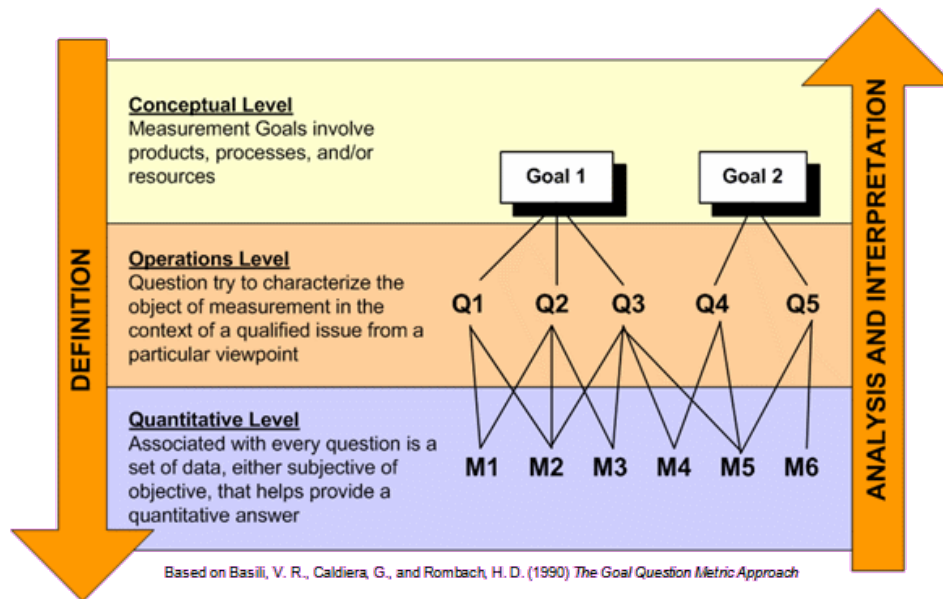 Conceptual Level
Measurement Goals involve
products, processes, and/or
resources
Goal 1
Goal 2
Operations Level
Question try to characterize the
object of measurement in the
context of a qualified issue from a
particular viewpoint
Q1 Q2 Q3 Q4 Q5
Quantitative Level
Associated with every question is a
set of data, either subjective of
objective, that helps provide a
quantitative answer
M1 M2 M3 M4 M5 M6
DEFINITION
ANALYSIS AND INTERPRETATION
Based on Basili, V. R., Caldiera, G., and Rombach, H. D. (1990) The Goal Question Metric Approach